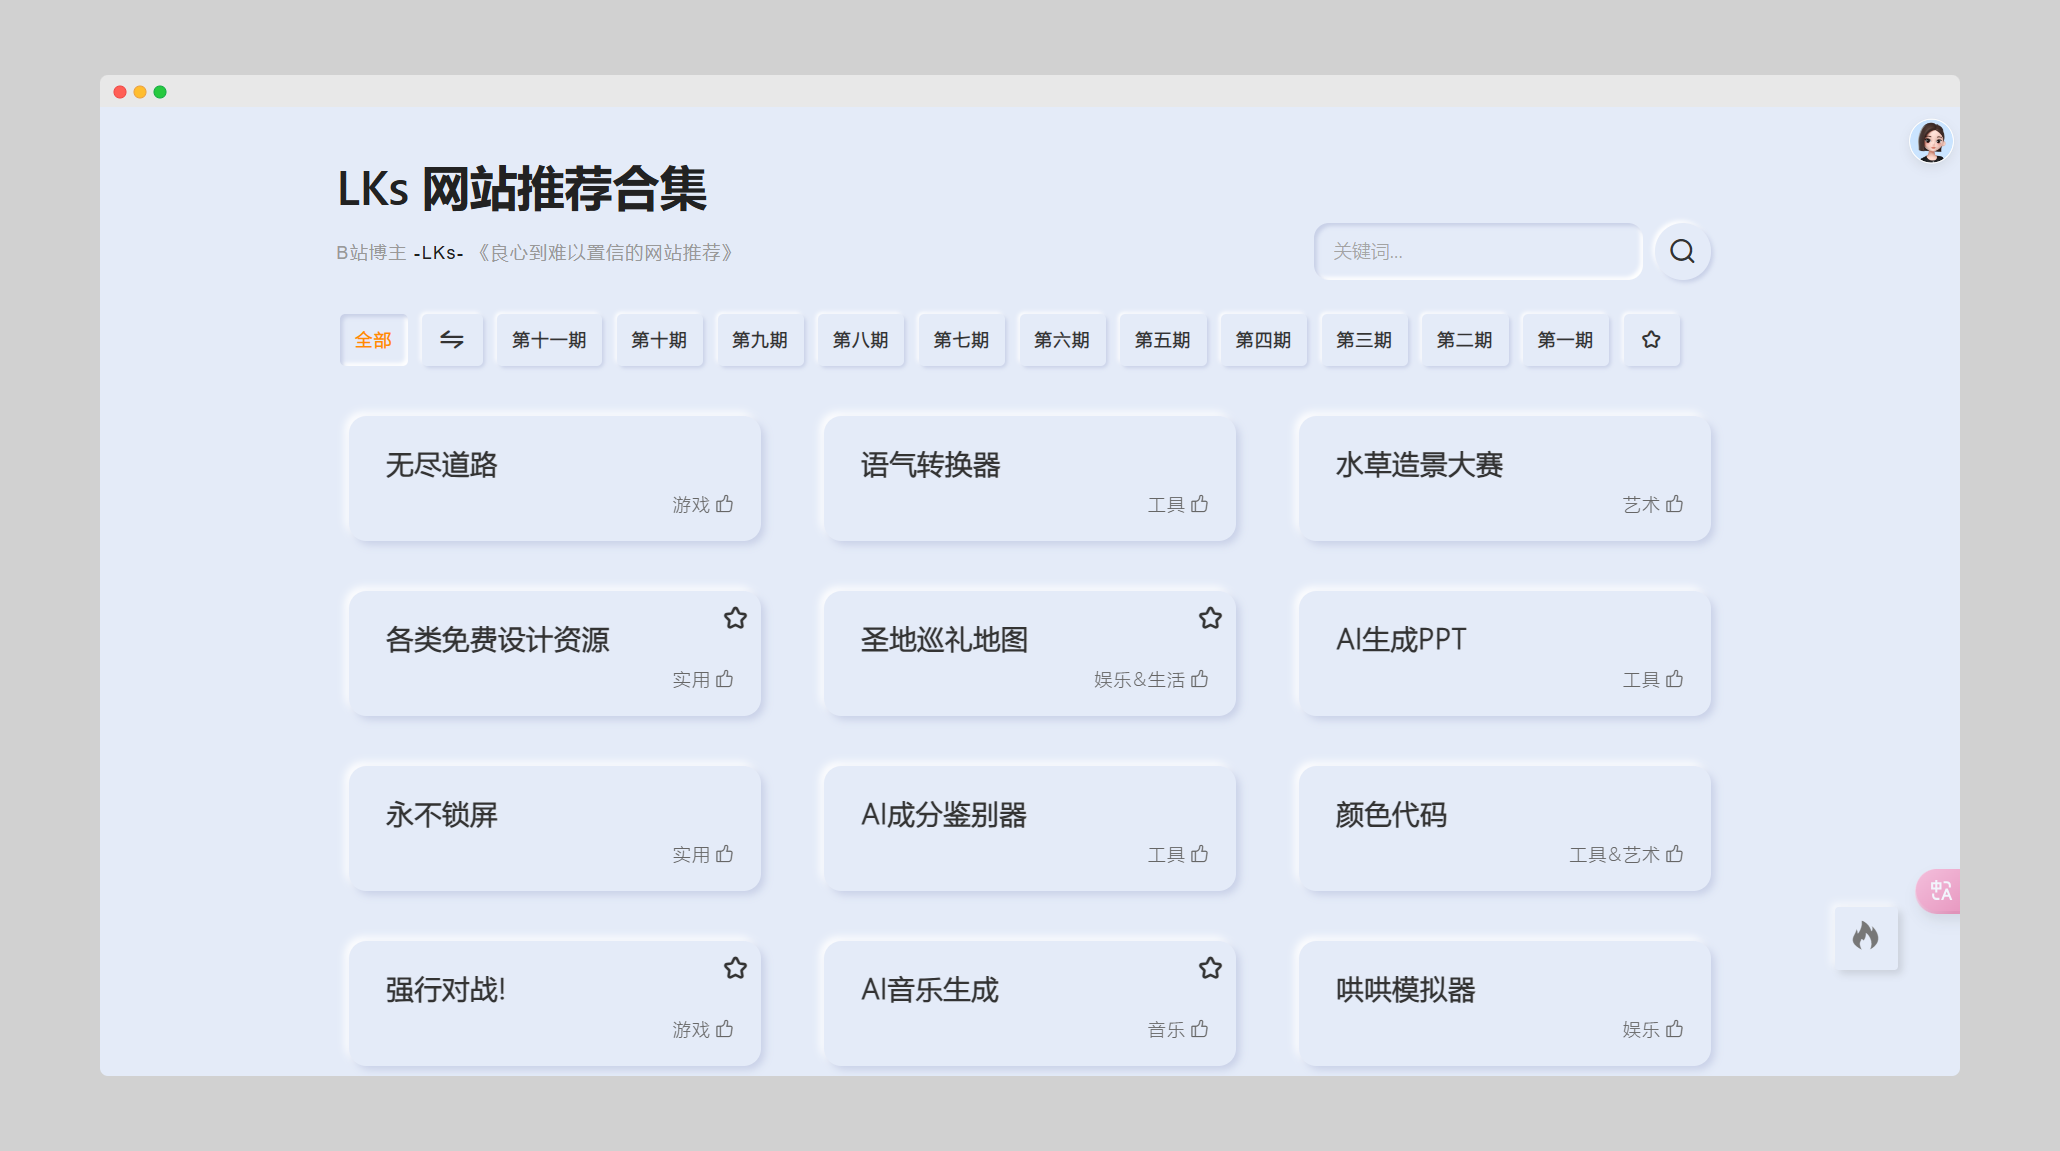 LKs 网站推荐合集
B站博主 -LKs- 《良心到难以置信的网站推荐》
关键词...
全部 第十一期 第十期 第九期 第八期 第七期 第六期 第五期 第四期 第三期 第二期 第一期
无尽道路
游戏
语气转换器
工具
水草造景大赛
艺术
各类免费设计资源
实用
圣地巡礼地图
娱乐&生活
AI生成PPT
工具
永不锁屏
实用
AI成分鉴别器
工具
颜色代码
工具&艺术
中A
强行对战!
游戏
AI音乐生成
音乐
哄哄模拟器
娱乐